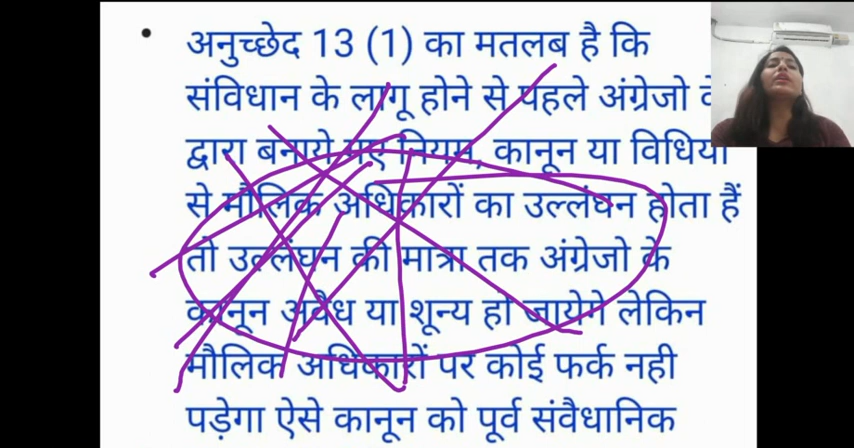 अनुच्छेद 13 (1) का मतलब है कि
संविधान के लागू होने से पहले अंग्रेजो के
द्वारा बनाये गए नियम, कानून या विधियो
से मौलिक अधिकारों का उल्लंघन होता हैं
तो उल्लंघन की मात्रा तक अंग्रेजो के
कानून अवैध या शून्य हो जायेगे लेकिन
मौलिक अधिकारों पर कोई फर्क नही
पड़ेगा ऐसे कानून को पूर्व संवैधानिक